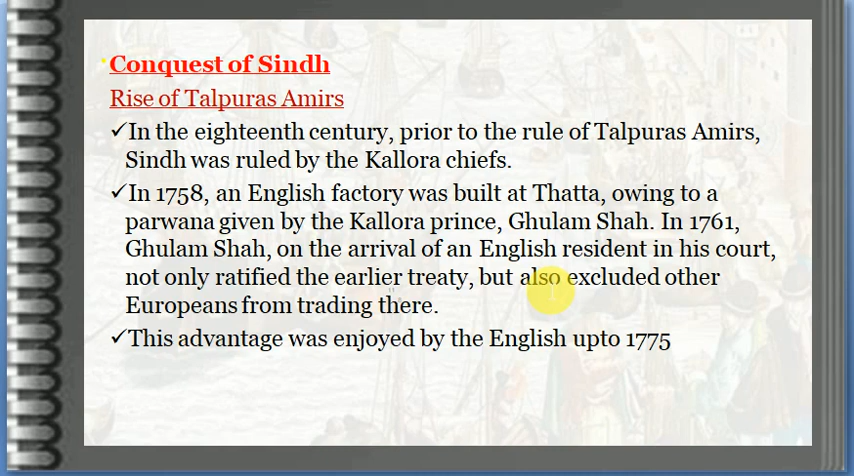 Conquest of Sindh
Rise of Talpuras Amirs
✓In the eighteenth century, prior to the rule of Talpuras Amirs,
Sindh was ruled by the Kallora chiefs.
✓In 1758, an English factory was built at Thatta, owing to a
parwana given by the Kallora prince, Ghulam Shah. In 1761,
Ghulam Shah, on the arrival of an English resident in his court,
not only ratified the earlier treaty, but also excluded other
Europeans from trading there.
✓This advantage was enjoyed by the English upto 1775